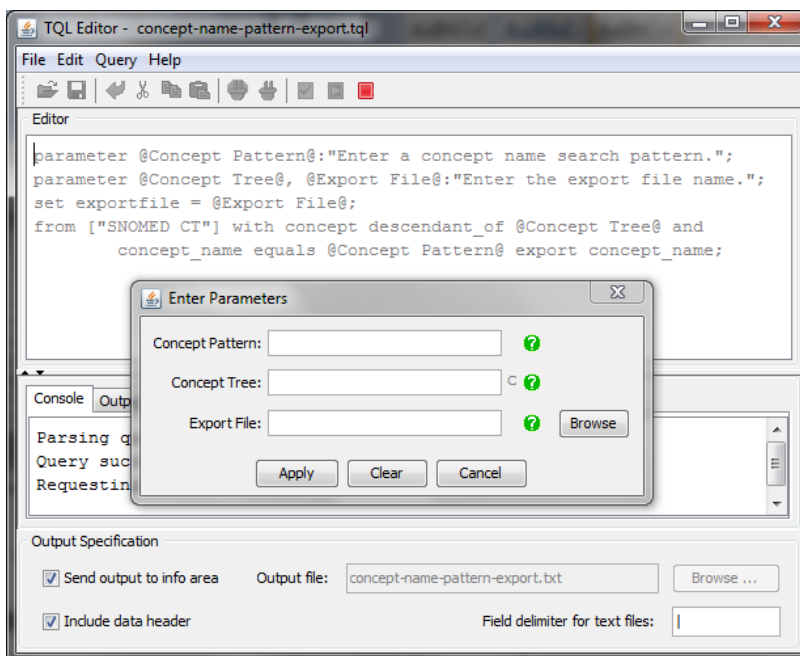 TQL Editor - concept-name-pattern-export.tql
File Edit Query Help
Editor
parameter @Concept Pattern@:"Enter a concept name search pattern.";
parameter @Concept Tree@, @Export File@:"Enter the export file name.";
set exportfile = @Export File@;
from ["SNOMED CT"] with concept descendant_of @Concept Tree@ and
concept_name equals @Concept Pattern@ export concept_name;
Enter Parameters
Concept Pattern: ?
Concept Tree: C ?
Export File: ? Browse
Apply Clear Cancel
Console Outp
Parsing q
Query suc
Requestin
Output Specification
Send output to info area Output file: concept-name-pattern-export.txt Browse ...
Include data header Field delimiter for text files: |